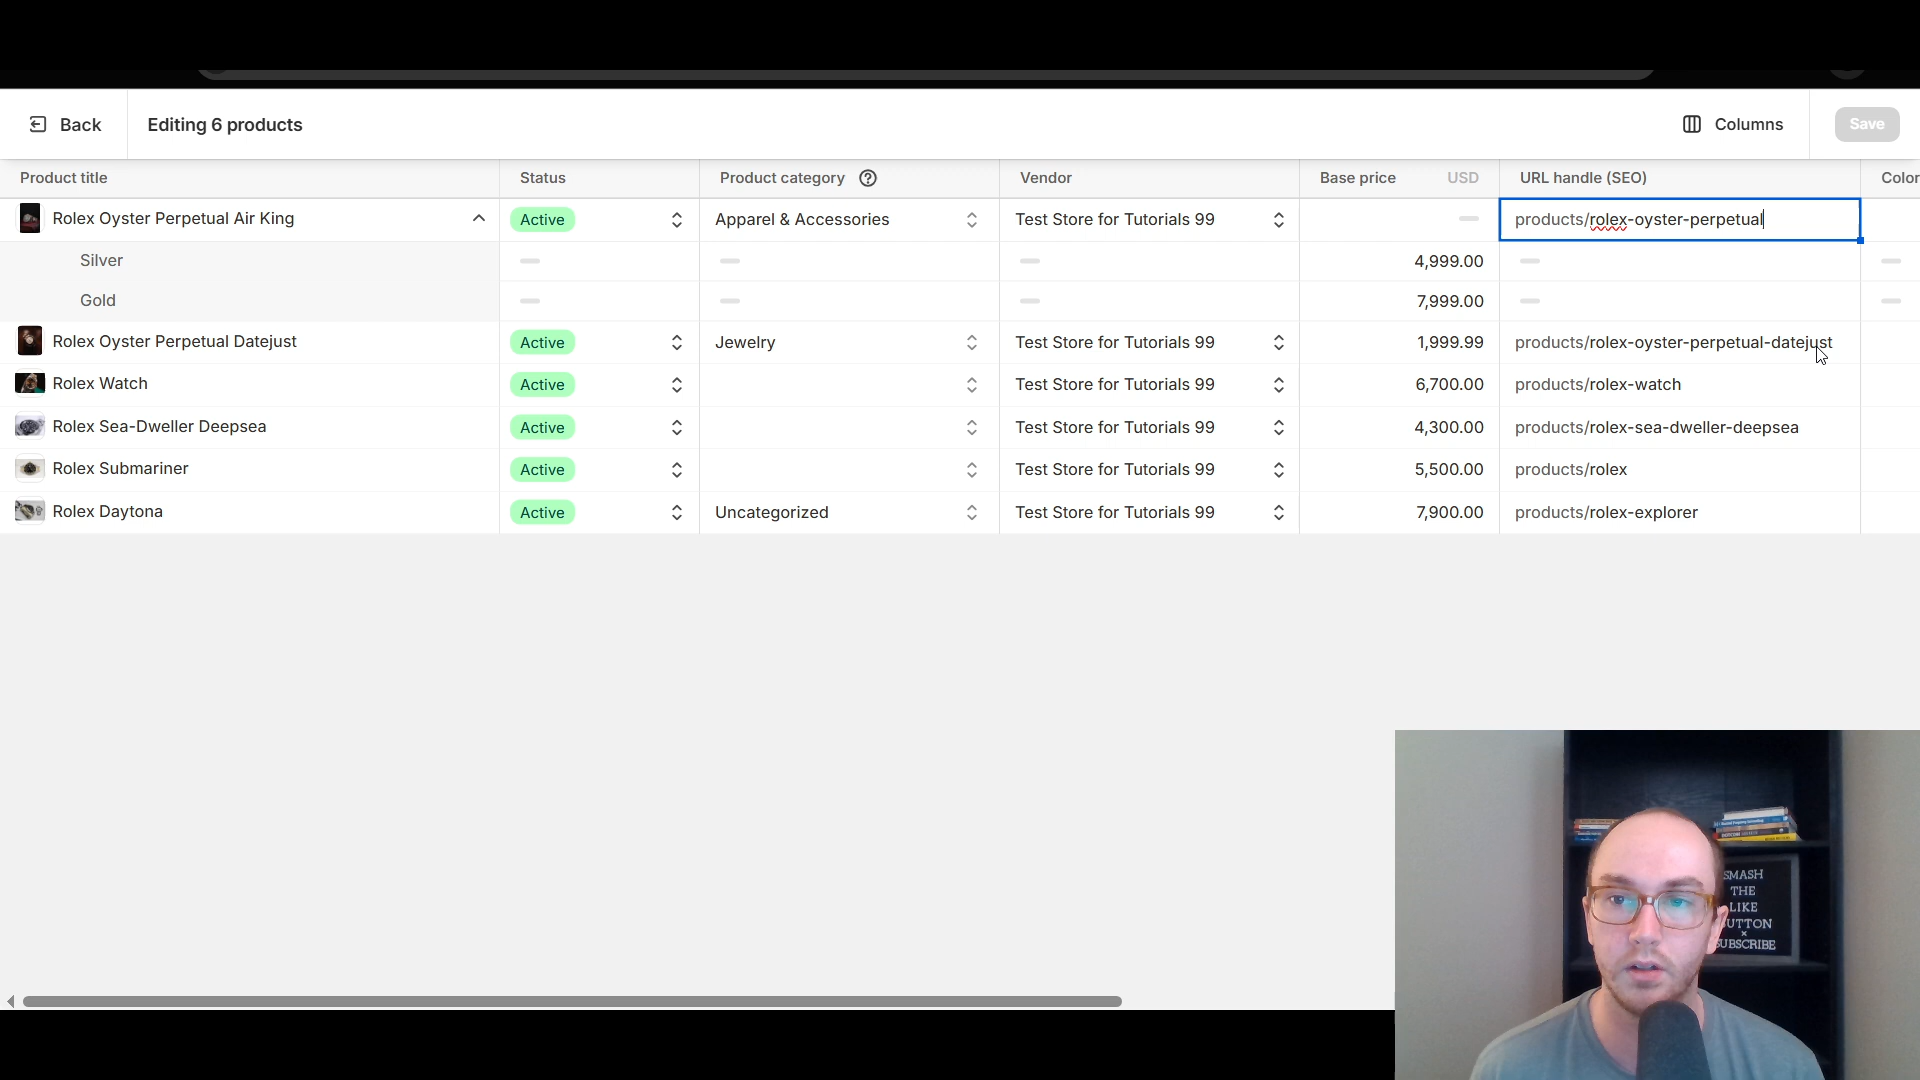 Back
Editing 6 products
Columns
Save
Product title Status Product category Vendor Base price USD URL handle (SEO) Color
Rolex Oyster Perpetual Air King Active Apparel & Accessories Test Store for Tutorials 99 products/rolex-oyster-perpetual
Silver 4,999.00
Gold 7,999.00
Rolex Oyster Perpetual Datejust Active Jewelry Test Store for Tutorials 99 1,999.99 products/rolex-oyster-perpetual-datejust
Rolex Watch Active Test Store for Tutorials 99 6,700.00 products/rolex-watch
Rolex Sea-Dweller Deepsea Active Test Store for Tutorials 99 4,300.00 products/rolex-sea-dweller-deepsea
Rolex Submariner Active Test Store for Tutorials 99 5,500.00 products/rolex
Rolex Daytona Active Uncategorized Test Store for Tutorials 99 7,900.00 products/rolex-explorer
SMASH
THE
LIKE
BUTTON
×
SUBSCRIBE